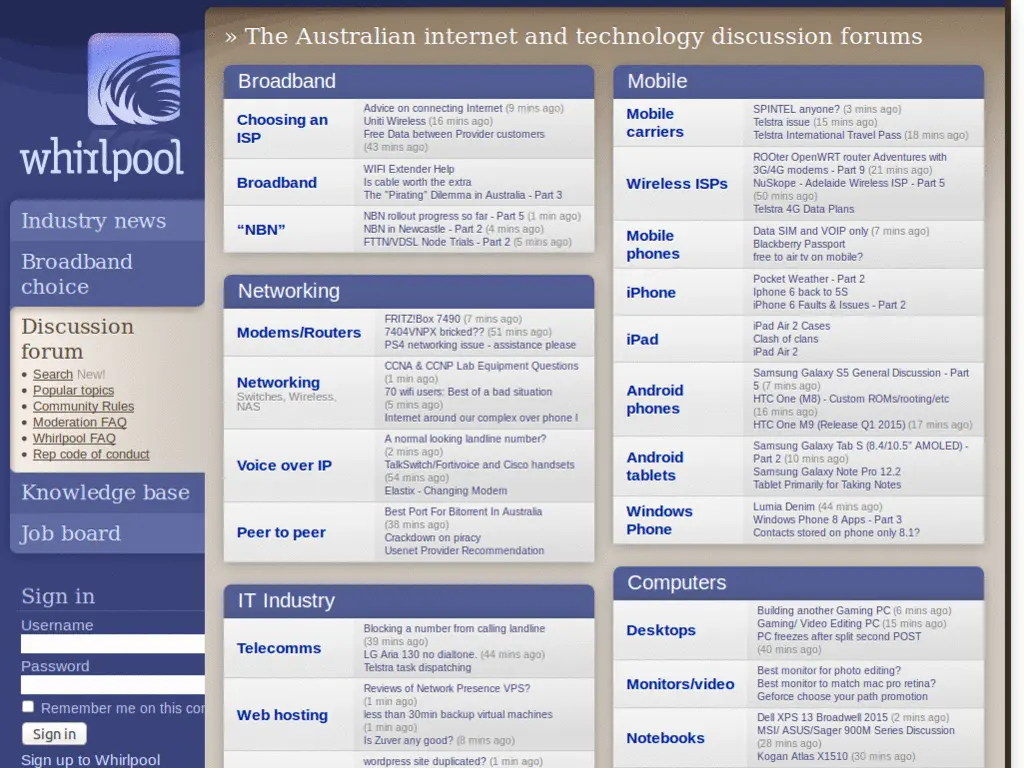 whirlpool
Industry news
Broadband
choice
Discussion
forum
Search New!
Popular topics
Community Rules
Moderation FAQ
Whirlpool FAQ
Rep code of conduct
Knowledge base
Job board
Sign in
Username
Password
Remember me on this cor
Sign in
Sign up to Whirlpool
» The Australian internet and technology discussion forums
Broadband
Choosing an
ISP
Advice on connecting Internet (9 mins ago)
Uniti Wireless (16 mins ago)
Free Data between Provider customers
(43 mins ago)
Broadband
WIFI Extender Help
Is cable worth the extra
The "Pirating" Dilemma in Australia - Part 3
“NBN”
NBN rollout progress so far - Part 5 (1 min ago)
NBN in Newcastle - Part 2 (4 mins ago)
FTTN/VDSL Node Trials - Part 2 (5 mins ago)
Networking
Modems/Routers
FRITZ!Box 7490 (7 mins ago)
7404VNPX bricked?? (51 mins ago)
PS4 networking issue - assistance please
Networking
Switches, Wireless,
NAS
CCNA & CCNP Lab Equipment Questions
(1 min ago)
70 wifi users: Best of a bad situation
(5 mins ago)
Internet around our complex over phone l
Voice over IP
A normal looking landline number?
(2 mins ago)
TalkSwitch/Fortivoice and Cisco handsets
(54 mins ago)
Elastix - Changing Modem
Peer to peer
Best Port For Bitorrent In Australia
(38 mins ago)
Crackdown on piracy
Usenet Provider Recommendation
IT Industry
Telecomms
Blocking a number from calling landline
(39 mins ago)
LG Aria 130 no dialtone. (44 mins ago)
Telstra task dispatching
Web hosting
Reviews of Network Presence VPS?
(1 min ago)
less than 30min backup virtual machines
(1 min ago)
Is Zuver any good? (8 mins ago)
wordpress site duplicated? (1 min ago)
Mobile
Mobile
carriers
SPINTEL anyone? (3 mins ago)
Telstra issue (15 mins ago)
Telstra International Travel Pass (18 mins ago)
Wireless ISPs
ROOter OpenWRT router Adventures with
3G/4G modems - Part 9 (21 mins ago)
NuSkope - Adelaide Wireless ISP - Part 5
(50 mins ago)
Telstra 4G Data Plans
Mobile
phones
Data SIM and VOIP only (7 mins ago)
Blackberry Passport
free to air tv on mobile?
iPhone
Pocket Weather - Part 2
Iphone 6 back to 5S
iPhone 6 Faults & Issues - Part 2
iPad
iPad Air 2 Cases
Clash of clans
iPad Air 2
Android
phones
Samsung Galaxy S5 General Discussion - Part
5 (7 mins ago)
HTC One (M8) - Custom ROMs/rooting/etc
(16 mins ago)
HTC One M9 (Release Q1 2015) (17 mins ago)
Android
tablets
Samsung Galaxy Tab S (8.4/10.5" AMOLED) -
Part 2 (10 mins ago)
Samsung Galaxy Note Pro 12.2
Tablet Primarily for Taking Notes
Windows
Phone
Lumia Denim (44 mins ago)
Windows Phone 8 Apps - Part 3
Contacts stored on phone only 8.1?
Computers
Desktops
Building another Gaming PC (6 mins ago)
Gaming/ Video Editing PC (15 mins ago)
PC freezes after split second POST
(40 mins ago)
Monitors/video
Best monitor for photo editing?
Best monitor to match mac pro retina?
Geforce choose your path promotion
Notebooks
Dell XPS 13 Broadwell 2015 (2 mins ago)
MSI/ ASUS/Sager 900M Series Discussion
(28 mins ago)
Kogan Atlas X1510 (30 mins ago)